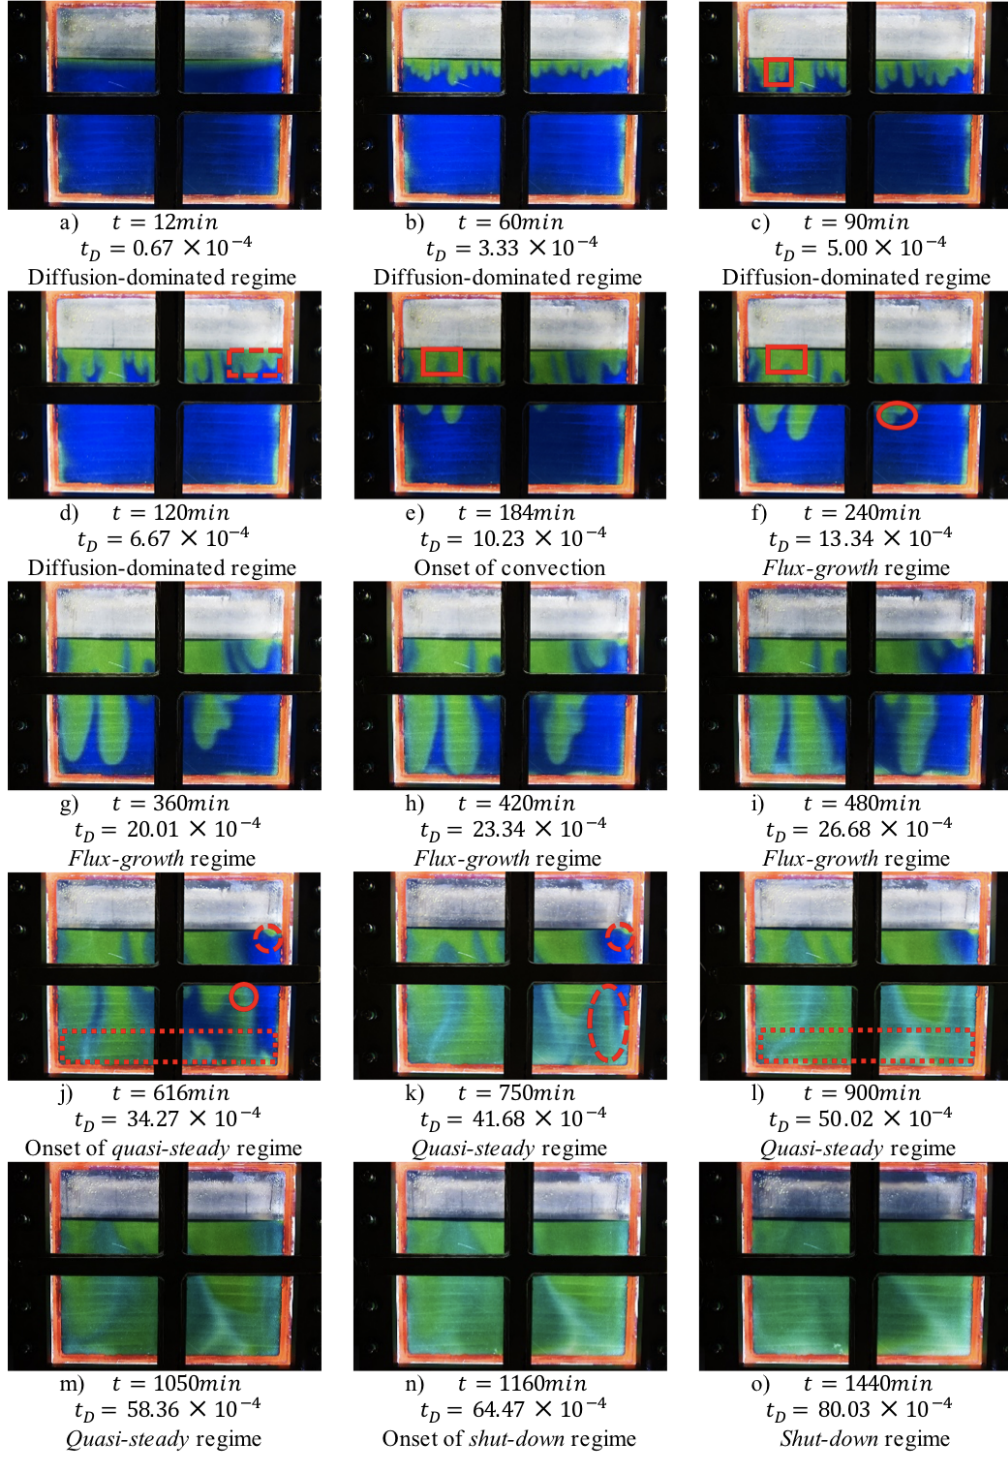 a) t = 12min
t_D = 0.67 × 10⁻⁴
Diffusion-dominated regime
b) t = 60min
t_D = 3.33 × 10⁻⁴
Diffusion-dominated regime
c) t = 90min
t_D = 5.00 × 10⁻⁴
Diffusion-dominated regime
d) t = 120min
t_D = 6.67 × 10⁻⁴
Diffusion-dominated regime
e) t = 184min
t_D = 10.23 × 10⁻⁴
Onset of convection
f) t = 240min
t_D = 13.34 × 10⁻⁴
Flux-growth regime
g) t = 360min
t_D = 20.01 × 10⁻⁴
Flux-growth regime
h) t = 420min
t_D = 23.34 × 10⁻⁴
Flux-growth regime
i) t = 480min
t_D = 26.68 × 10⁻⁴
Flux-growth regime
j) t = 616min
t_D = 34.27 × 10⁻⁴
Onset of quasi-steady regime
k) t = 750min
t_D = 41.68 × 10⁻⁴
Quasi-steady regime
l) t = 900min
t_D = 50.02 × 10⁻⁴
Quasi-steady regime
m) t = 1050min
t_D = 58.36 × 10⁻⁴
Quasi-steady regime
n) t = 1160min
t_D = 64.47 × 10⁻⁴
Onset of shut-down regime
o) t = 1440min
t_D = 80.03 × 10⁻⁴
Shut-down regime